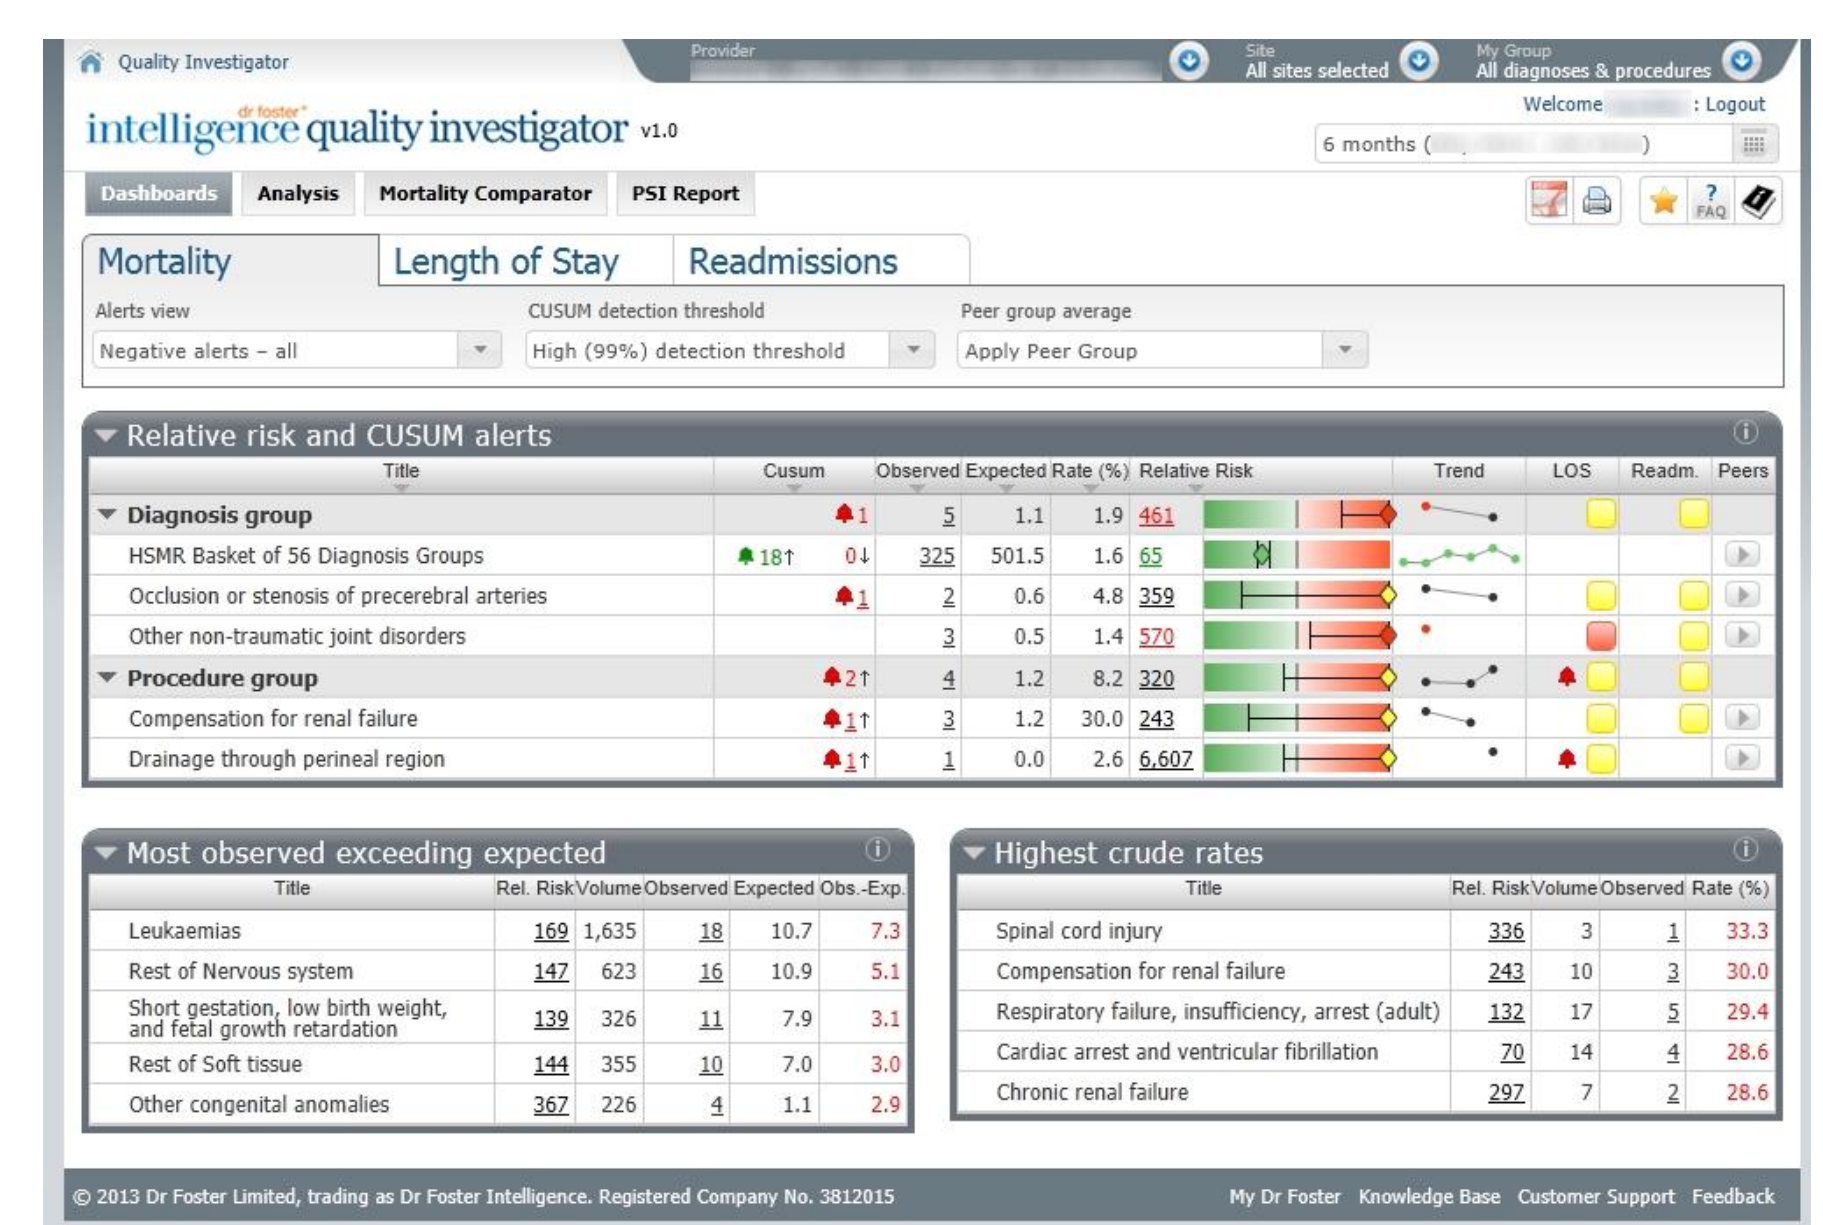 Quality Investigator
Provider
Site
All sites selected
My Group
All diagnoses & procedures
Welcome : Logout
dr foster
intelligence quality investigator v1.0
6 months ( )
Dashboards Analysis Mortality Comparator PSI Report
? FAQ
Mortality Length of Stay Readmissions
Alerts view CUSUM detection threshold Peer group average
Negative alerts – all High (99%) detection threshold Apply Peer Group
Relative risk and CUSUM alerts
Title Cusum Observed Expected Rate (%) Relative Risk Trend LOS Readm. Peers
Diagnosis group 1 5 1.1 1.9 461
HSMR Basket of 56 Diagnosis Groups 18↑ 0↓ 325 501.5 1.6 65
Occlusion or stenosis of precerebral arteries 1 2 0.6 4.8 359
Other non-traumatic joint disorders 3 0.5 1.4 570
Procedure group 2↑ 4 1.2 8.2 320
Compensation for renal failure 1↑ 3 1.2 30.0 243
Drainage through perineal region 1↑ 1 0.0 2.6 6,607
Most observed exceeding expected
Title Rel. Risk Volume Observed Expected Obs.-Exp.
Leukaemias 169 1,635 18 10.7 7.3
Rest of Nervous system 147 623 16 10.9 5.1
Short gestation, low birth weight,
and fetal growth retardation 139 326 11 7.9 3.1
Rest of Soft tissue 144 355 10 7.0 3.0
Other congenital anomalies 367 226 4 1.1 2.9
Highest crude rates
Title Rel. Risk Volume Observed Rate (%)
Spinal cord injury 336 3 1 33.3
Compensation for renal failure 243 10 3 30.0
Respiratory failure, insufficiency, arrest (adult) 132 17 5 29.4
Cardiac arrest and ventricular fibrillation 70 14 4 28.6
Chronic renal failure 297 7 2 28.6
© 2013 Dr Foster Limited, trading as Dr Foster Intelligence. Registered Company No. 3812015
My Dr Foster Knowledge Base Customer Support Feedback